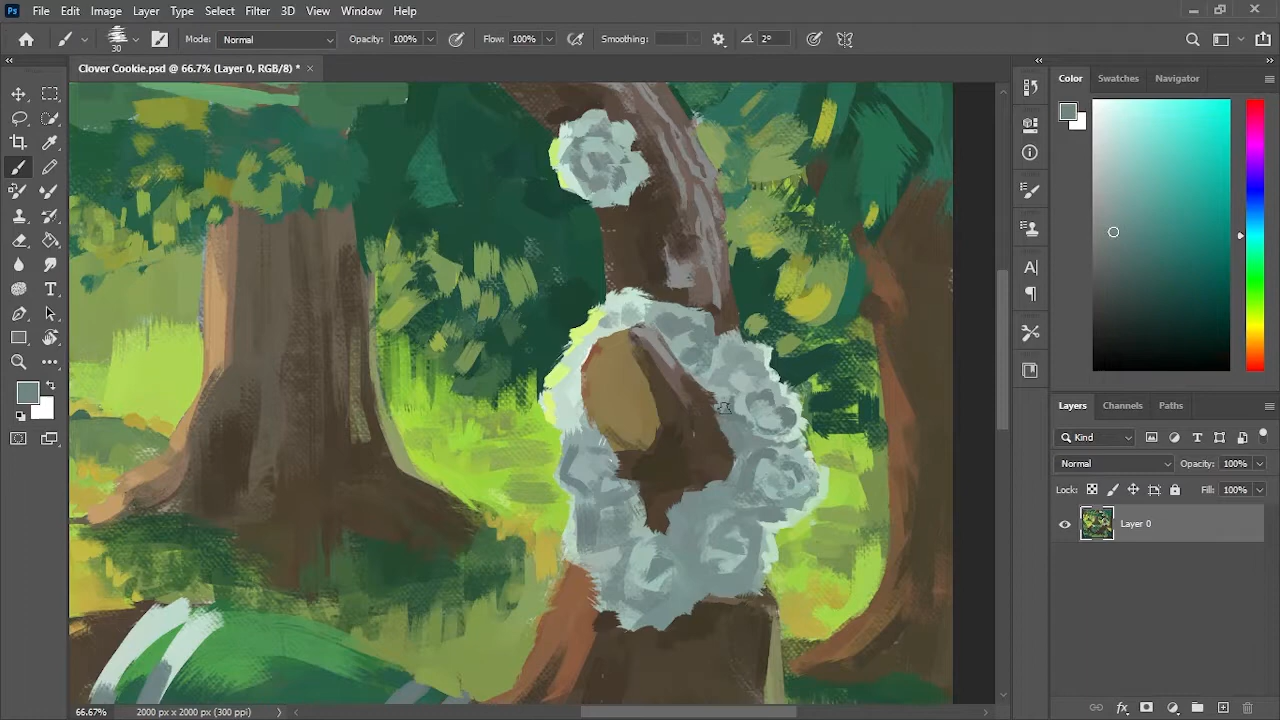 Ps File Edit Image Layer Type Select Filter 3D View Window Help
30 Mode: Normal Opacity: 100% Flow: 100% Smoothing: 2°
Clover Cookie.psd @ 66.7% (Layer 0, RGB/8) * ×
Color Swatches Navigator
Layers Channels Paths
Kind
Normal Opacity: 100%
Lock: Fill: 100%
Layer 0
66.67% 2000 px x 2000 px (300 ppi)